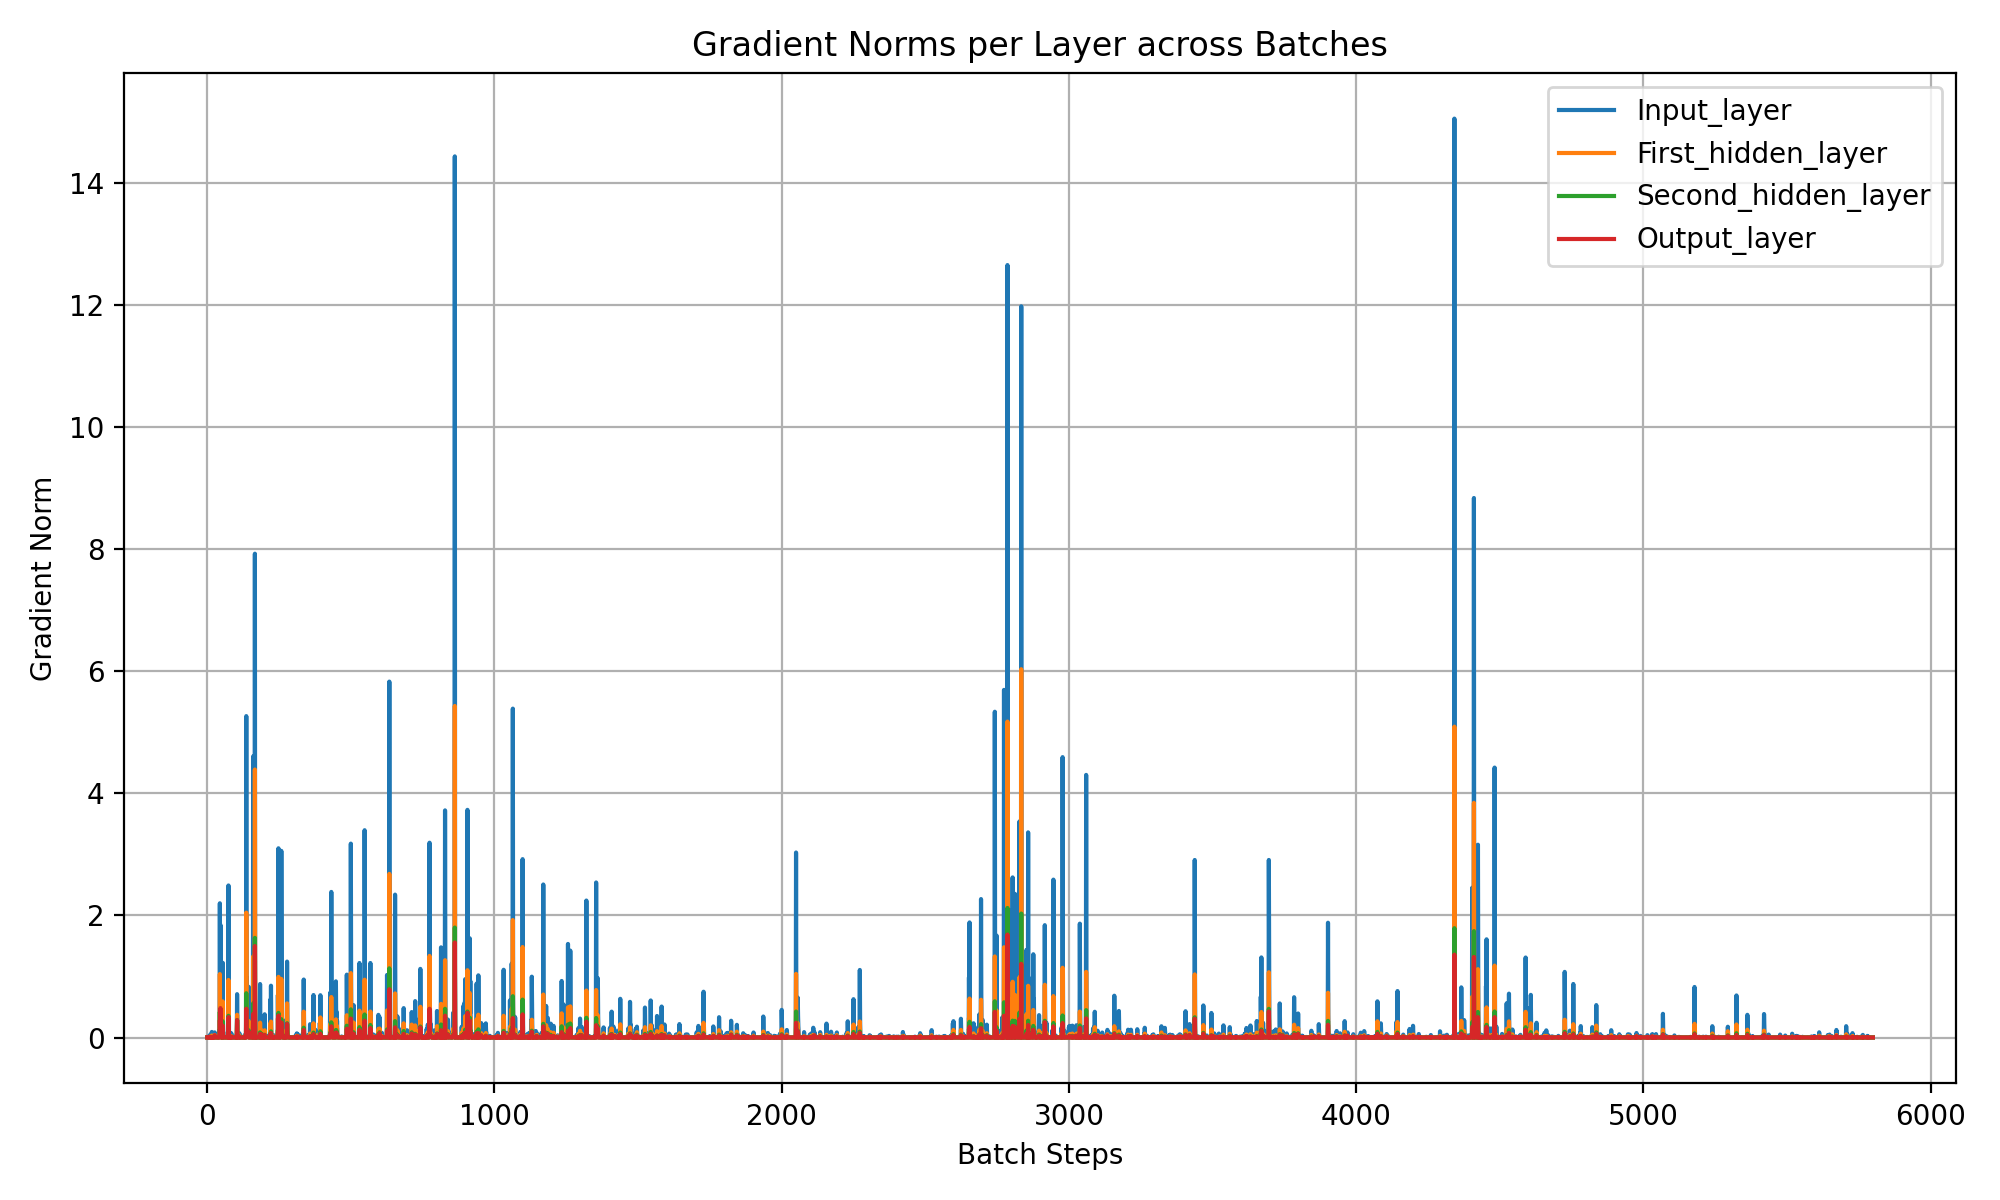 Gradient Norms per Layer across Batches
Input_layer
First_hidden_layer
Second_hidden_layer
Output_layer
Gradient Norm
14
12
10
8
6
4
2
0
0 1000 2000 3000 4000 5000 6000
Batch Steps